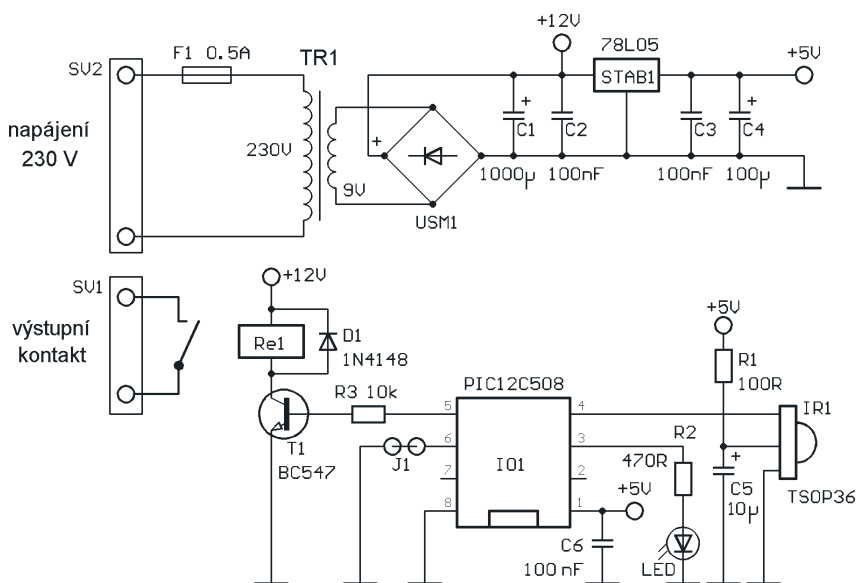 +12V
F1 0.5A
TR1
78L05
SV2
STAB1
+5V
napájení
230 V
230V
9V
+
+
C1
C2
C3
+
C4
1000µ
100nF
100nF
100µ
USM1
SV1
výstupní
kontakt
+12V
Re1
D1
1N4148
+5V
R1
100R
R3 10k
PIC12C508
T1
BC547
J1
5
6
7
8
IO1
4
3
2
1
R2
470R
+5V
C6
100 nF
LED
+
C5
10µ
IR1
TSOP36